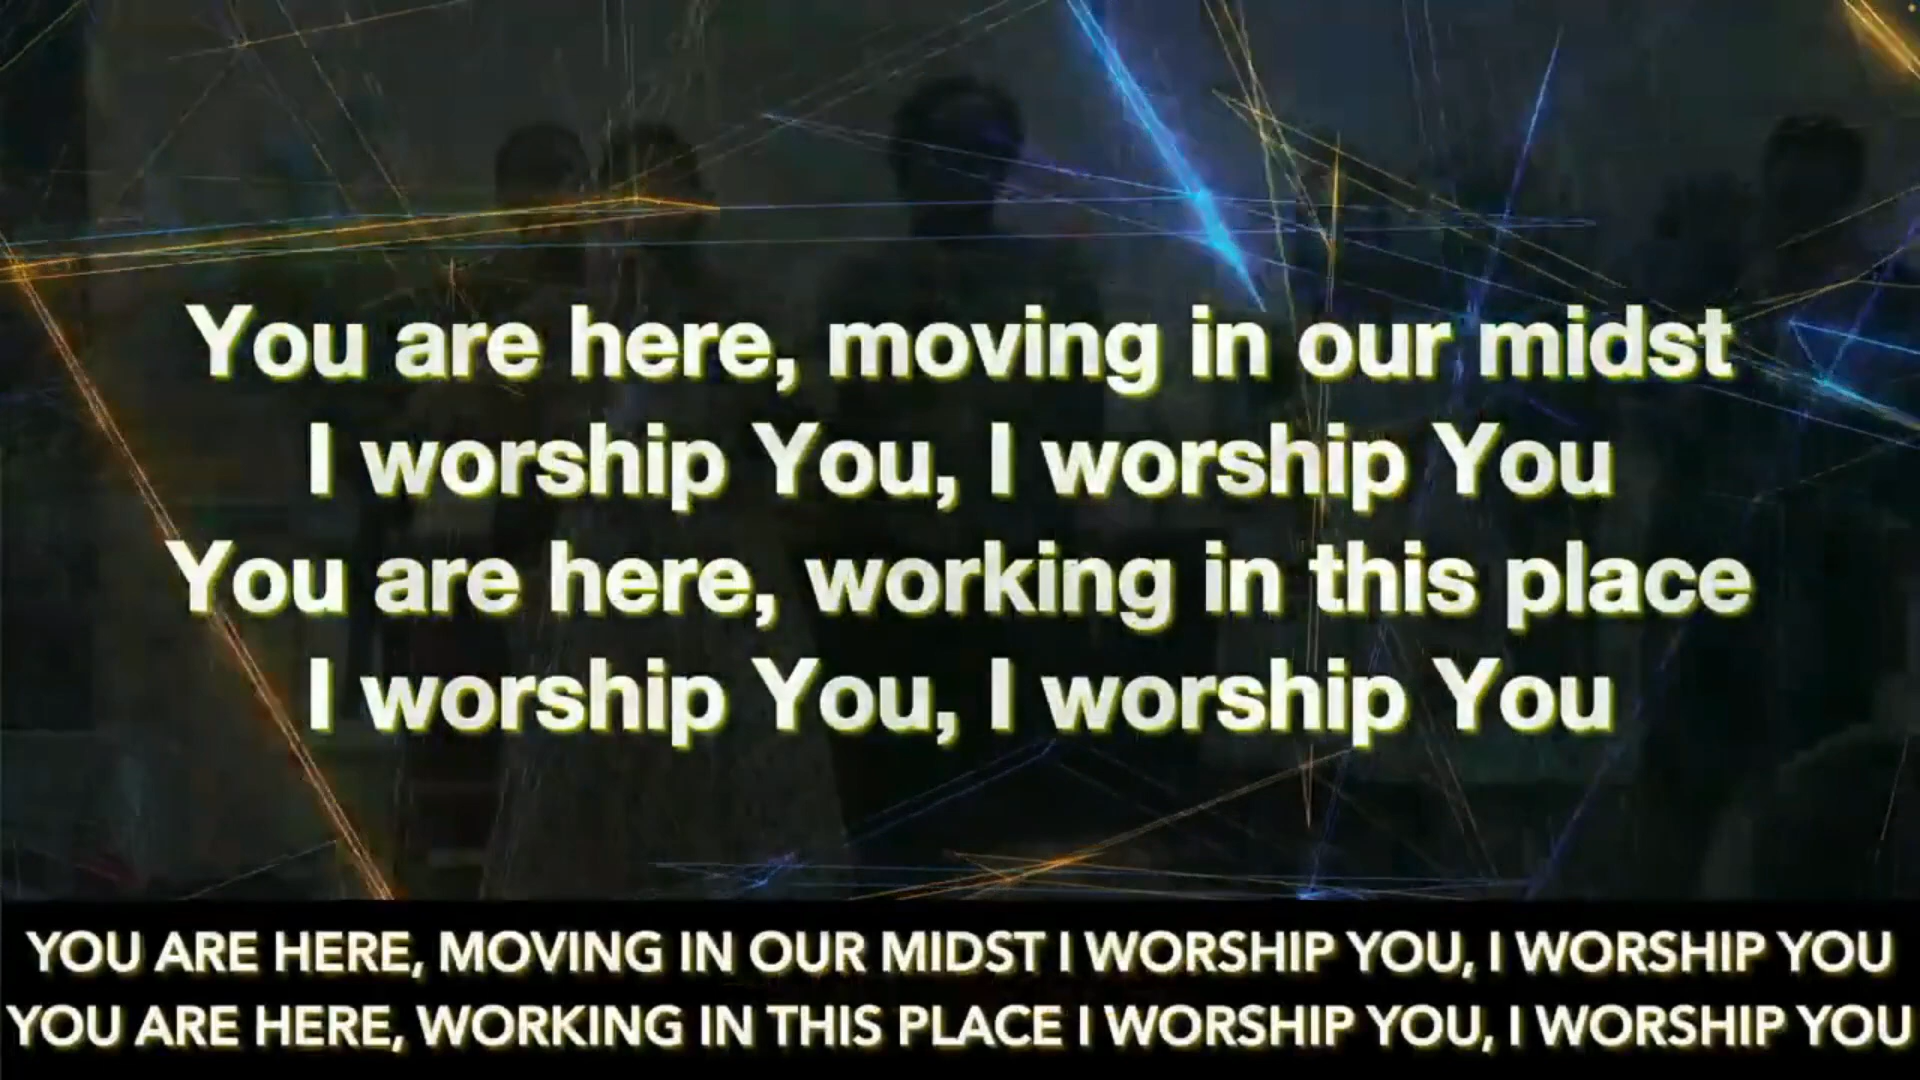 You are here, moving in our midst
I worship You, I worship You
You are here, working in this place
I worship You, I worship You
YOU ARE HERE, MOVING IN OUR MIDST I WORSHIP YOU, I WORSHIP YOU
YOU ARE HERE, WORKING IN THIS PLACE I WORSHIP YOU, I WORSHIP YOU